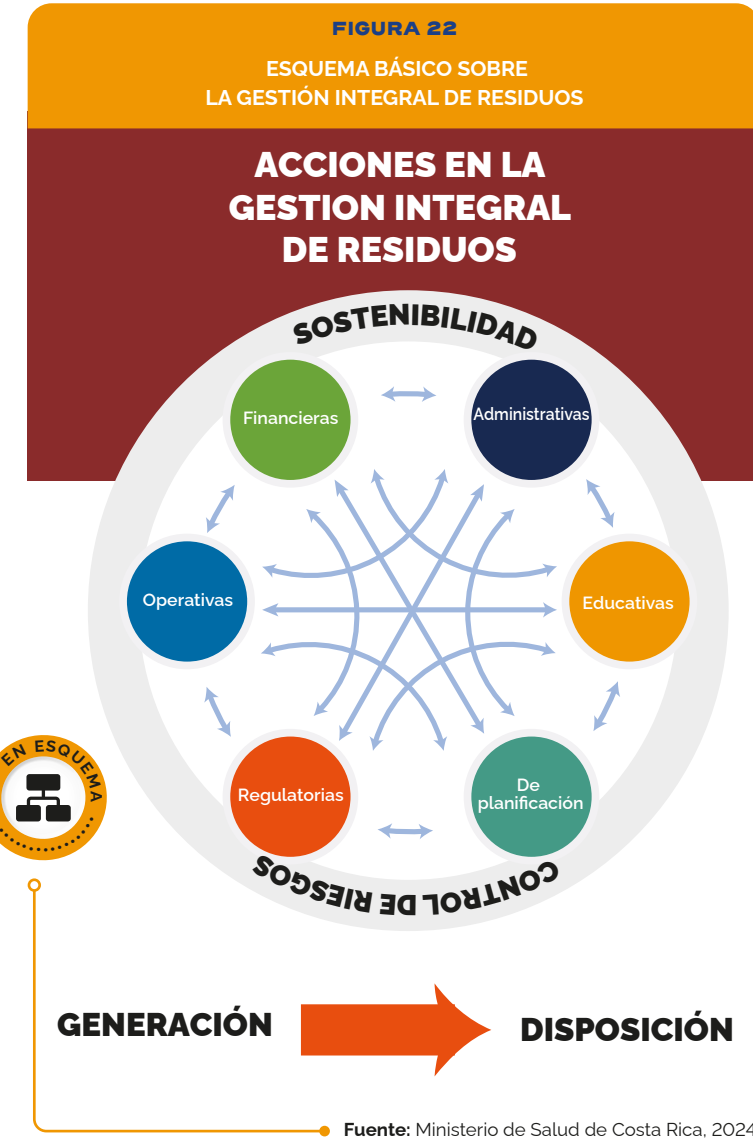 FIGURA 22
ESQUEMA BÁSICO SOBRE
LA GESTIÓN INTEGRAL DE RESIDUOS
ACCIONES EN LA
GESTION INTEGRAL
DE RESIDUOS
SOSTENIBILIDAD
Financieras
Administrativas
Operativas
Educativas
Regulatorias
De
planificación
CONTROL DE RIESGOS
EN ESQUEMA
GENERACIÓN
DISPOSICIÓN
Fuente: Ministerio de Salud de Costa Rica, 2024